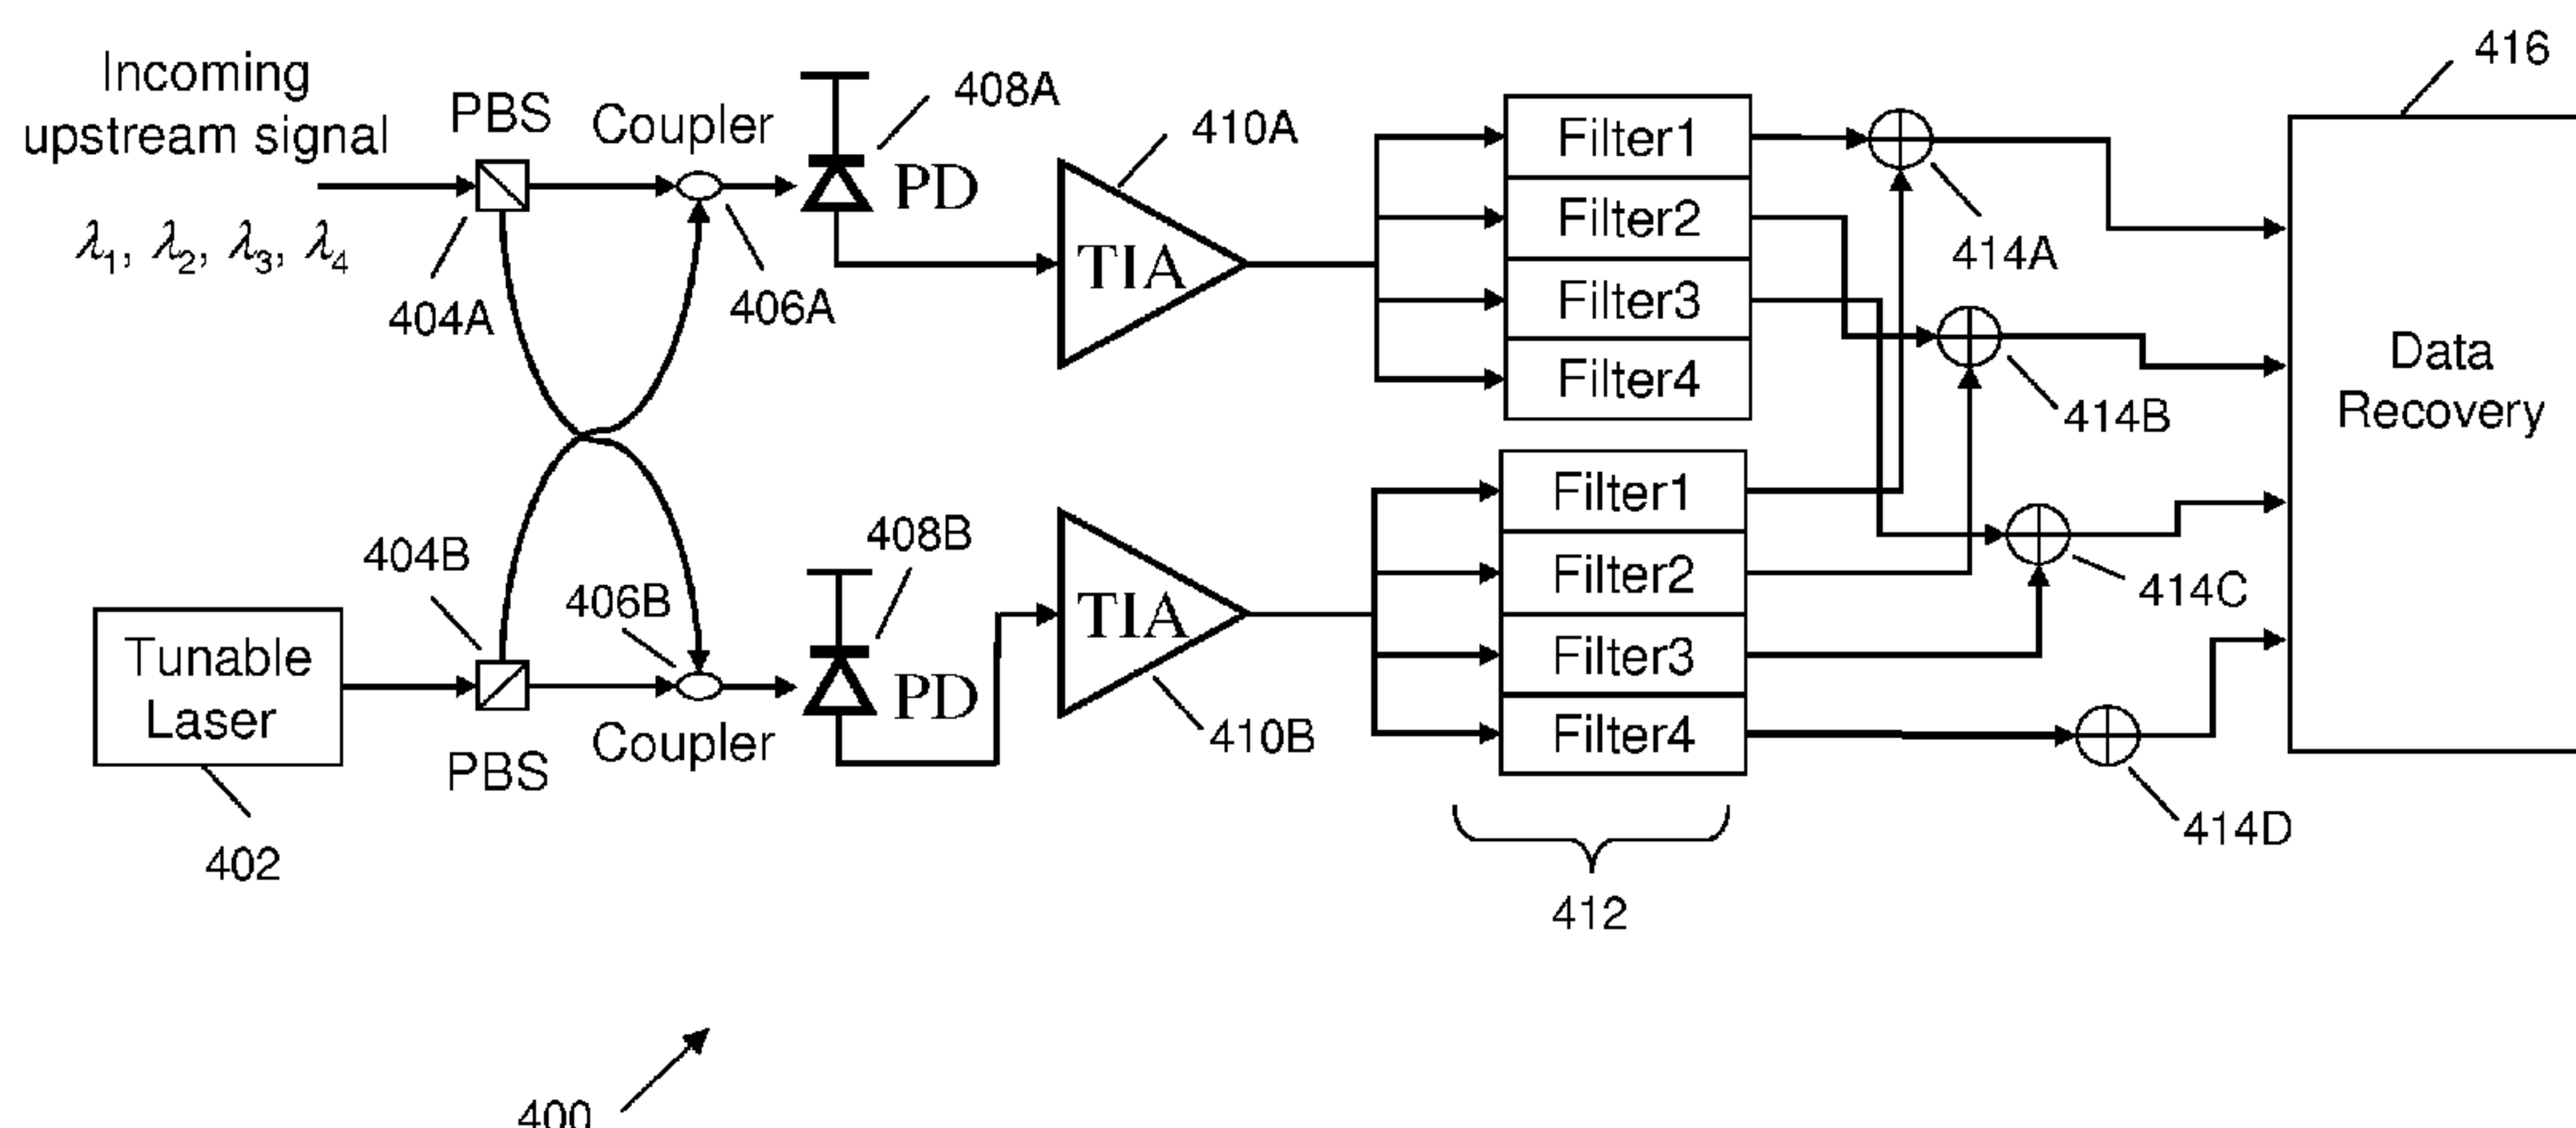 Incoming
upstream signal
λ1, λ2, λ3, λ4
PBS
404A
Coupler
406A
408A
PD
410A
TIA
Filter1
Filter2
Filter3
Filter4
414A
414B
416
Data
Recovery
Tunable
Laser
402
404B
PBS
406B
Coupler
408B
PD
TIA
410B
Filter1
Filter2
Filter3
Filter4
412
414C
414D
400